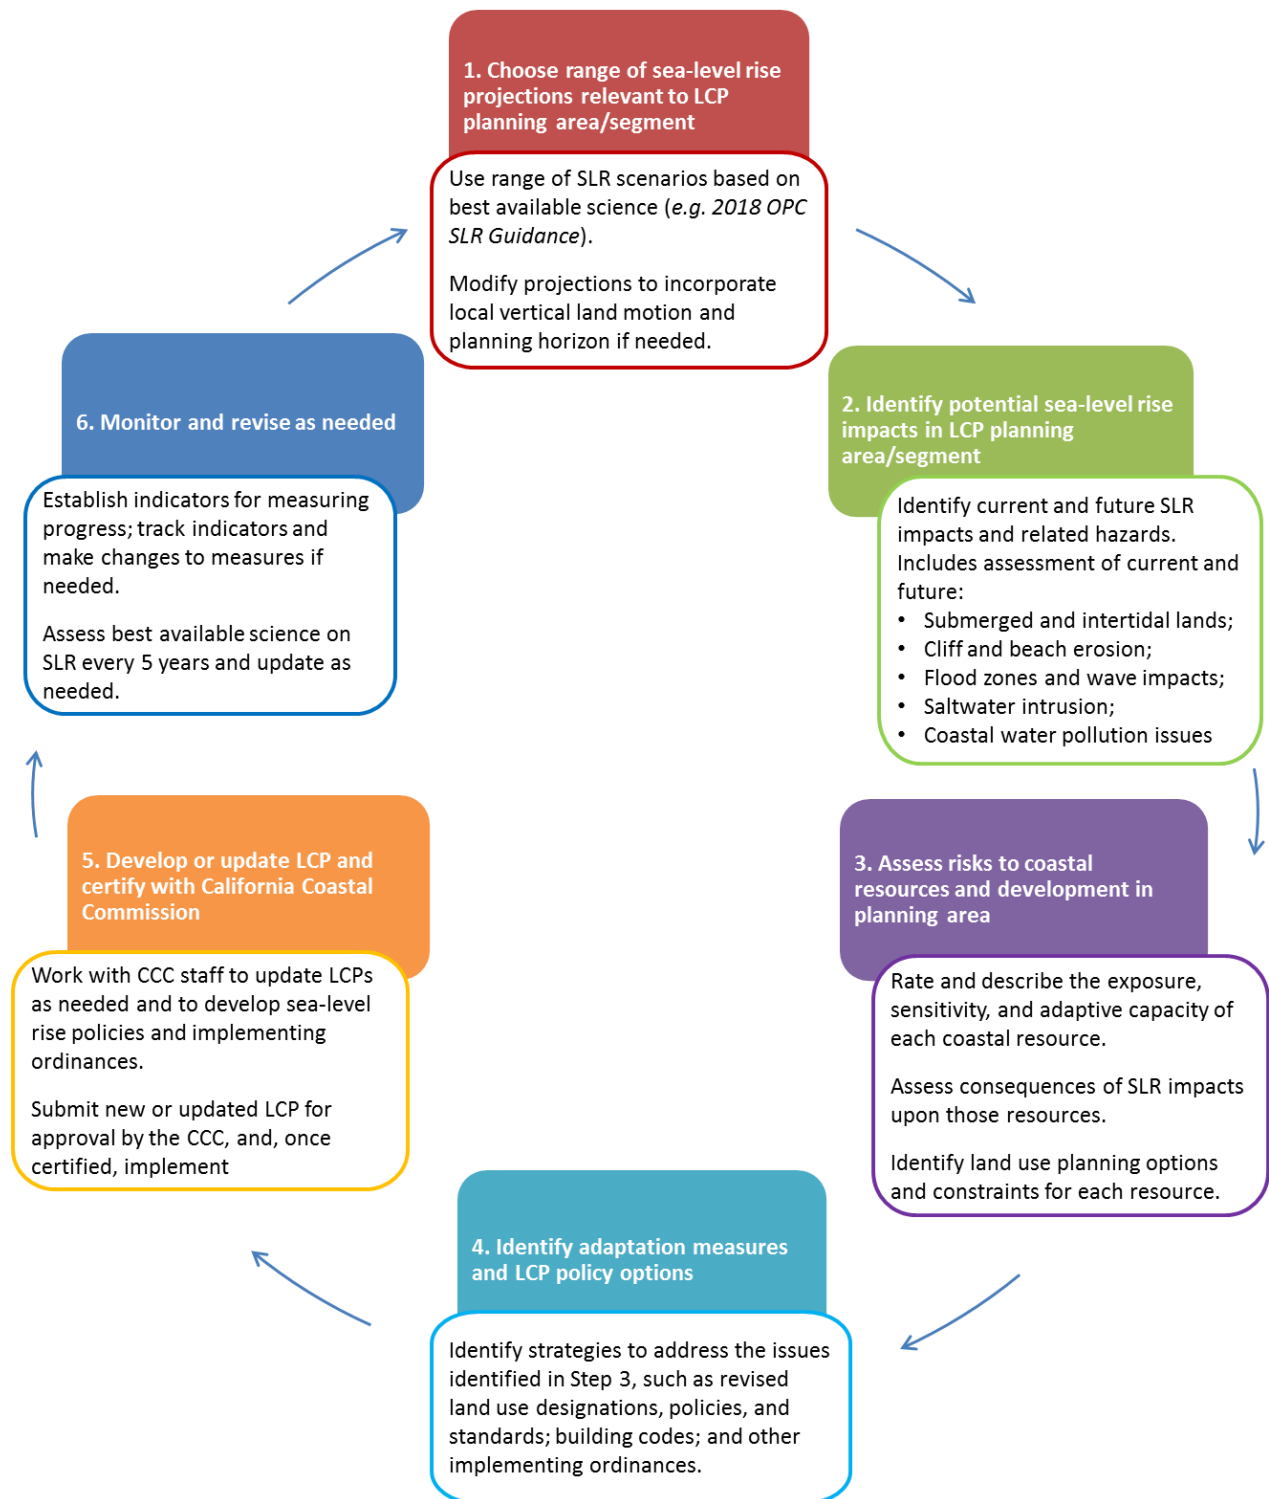 1. Choose range of sea-level rise
projections relevant to LCP
planning area/segment
Use range of SLR scenarios based on
best available science (e.g. 2018 OPC
SLR Guidance).
Modify projections to incorporate
local vertical land motion and
planning horizon if needed.
2. Identify potential sea-level rise
impacts in LCP planning
area/segment
Identify current and future SLR
impacts and related hazards.
Includes assessment of current and
future:
• Submerged and intertidal lands;
• Cliff and beach erosion;
• Flood zones and wave impacts;
• Saltwater intrusion;
• Coastal water pollution issues
3. Assess risks to coastal
resources and development in
planning area
Rate and describe the exposure,
sensitivity, and adaptive capacity of
each coastal resource.
Assess consequences of SLR impacts
upon those resources.
Identify land use planning options
and constraints for each resource.
4. Identify adaptation measures
and LCP policy options
Identify strategies to address the issues
identified in Step 3, such as revised
land use designations, policies, and
standards; building codes; and other
implementing ordinances.
5. Develop or update LCP and
certify with California Coastal
Commission
Work with CCC staff to update LCPs
as needed and to develop sea-level
rise policies and implementing
ordinances.
Submit new or updated LCP for
approval by the CCC, and, once
certified, implement
6. Monitor and revise as needed
Establish indicators for measuring
progress; track indicators and
make changes to measures if
needed.
Assess best available science on
SLR every 5 years and update as
needed.